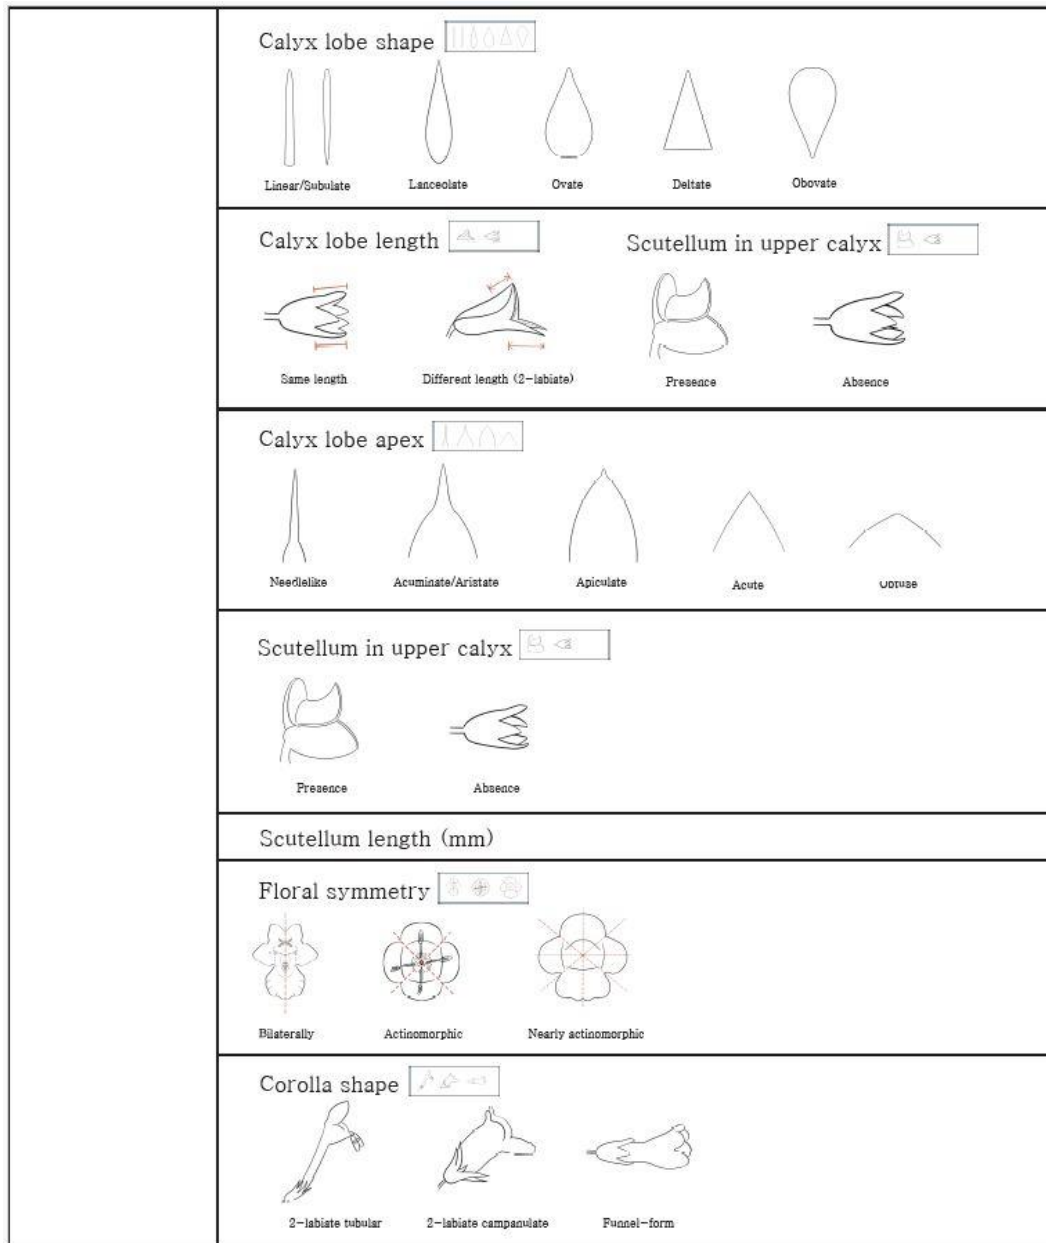 Calyx lobe shape
Linear/Subulate Lanceolate Ovate Deltate Obovate
Calyx lobe length Scutellum in upper calyx
Same length Different length (2-labiate) Presence Absence
Calyx lobe apex
Needlelike Acuminate/Aristate Apiculate Acute Obtuse
Scutellum in upper calyx
Presence Absence
Scutellum length (mm)
Floral symmetry
Bilaterally Actinomorphic Nearly actinomorphic
Corolla shape
2-labiate tubular 2-labiate campanulate Funnel-form